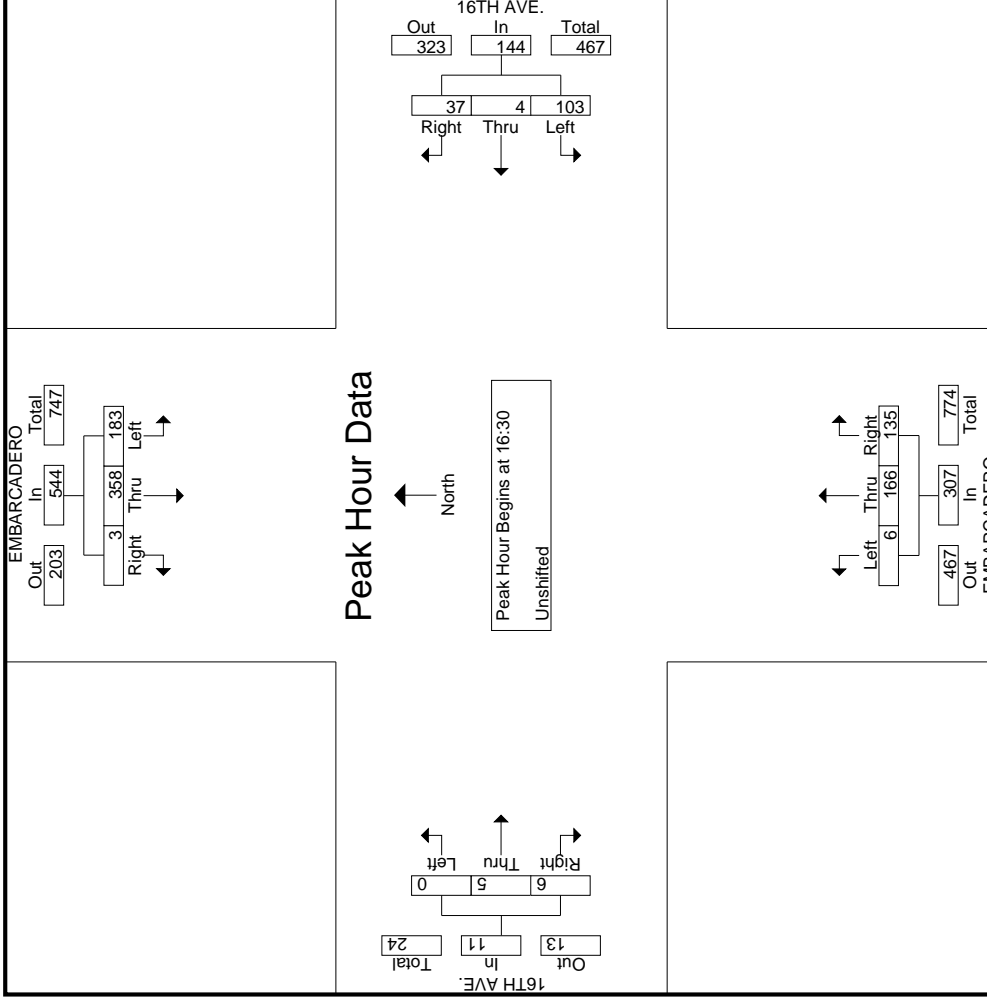 16TH AVE.
Out In Total
323 144 467
37 4 103
Right Thru Left
EMBARCADERO
Out In Total
203 544 747
3 358 183
Right Thru Left
Peak Hour Data
North
Peak Hour Begins at 16:30
Unshifted
Left Thru Right
6 166 135
467 307 774
Out In Total
EMBARCADERO
Left Thru Right
0 5 6
Total In Out
24 11 13
16TH AVE.